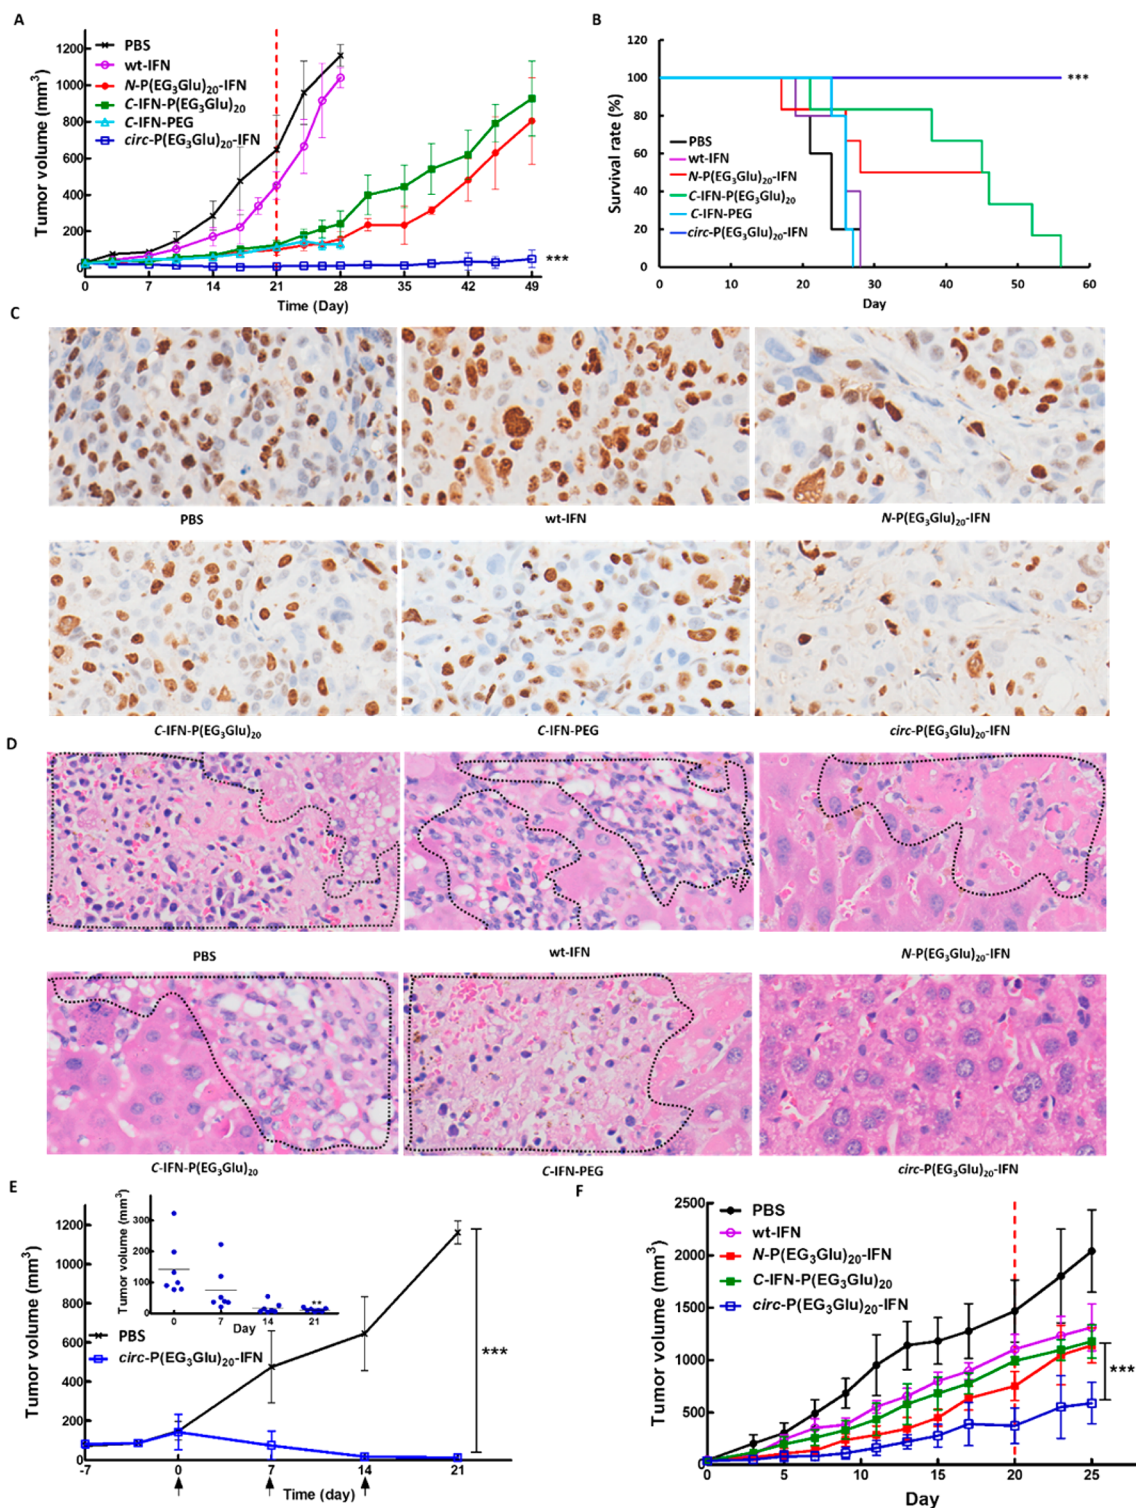 A
1200
1000
800
600
400
200
0
Tumor volume (mm³)
PBS
wt-IFN
N-P(EG₃Glu)₂₀-IFN
C-IFN-P(EG₃Glu)₂₀
C-IFN-PEG
circ-P(EG₃Glu)₂₀-IFN
***
0 7 14 21 28 35 42 49
Time (Day)
B
120
100
80
60
40
20
0
Survival rate (%)
***
PBS
wt-IFN
N-P(EG₃Glu)₂₀-IFN
C-IFN-P(EG₃Glu)₂₀
C-IFN-PEG
circ-P(EG₃Glu)₂₀-IFN
0 10 20 30 40 50 60
Day
C
PBS wt-IFN N-P(EG₃Glu)₂₀-IFN
C-IFN-P(EG₃Glu)₂₀ C-IFN-PEG circ-P(EG₃Glu)₂₀-IFN
D
PBS wt-IFN N-P(EG₃Glu)₂₀-IFN
C-IFN-P(EG₃Glu)₂₀ C-IFN-PEG circ-P(EG₃Glu)₂₀-IFN
E
1200
1000
800
600
400
200
0
Tumor volume (mm³)
300
200
100
0
Tumor volume (mm³)
**
0 7 14 21
Day
PBS
circ-P(EG₃Glu)₂₀-IFN
***
-7 0 7 14 21
Time (day)
F
2500
2000
1500
1000
500
0
Tumor volume (mm³)
PBS
wt-IFN
N-P(EG₃Glu)₂₀-IFN
C-IFN-P(EG₃Glu)₂₀
circ-P(EG₃Glu)₂₀-IFN
***
0 5 10 15 20 25
Day